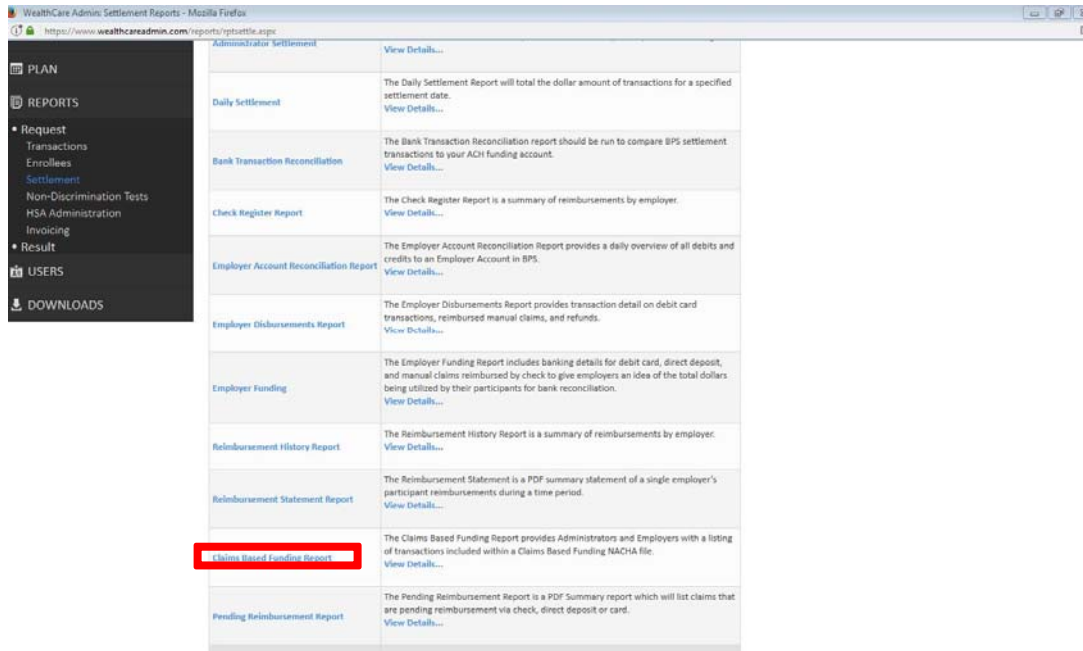 WealthCare Admin: Settlement Reports - Mozilla Firefox
https://www.wealthcareadmin.com/reports/rptsettle.aspx
PLAN
REPORTS
• Request
Transactions
Enrollees
Settlement
Non-Discrimination Tests
HSA Administration
Invoicing
• Result
USERS
DOWNLOADS
Administrator Settlement
View Details...
Daily Settlement
The Daily Settlement Report will total the dollar amount of transactions for a specified
settlement date.
View Details...
Bank Transaction Reconciliation
The Bank Transaction Reconciliation report should be run to compare BPS settlement
transactions to your ACH funding account.
View Details...
Check Register Report
The Check Register Report is a summary of reimbursements by employer.
View Details...
Employer Account Reconciliation Report
The Employer Account Reconciliation Report provides a daily overview of all debits and
credits to an Employer Account in BPS.
View Details...
Employer Disbursements Report
The Employer Disbursements Report provides transaction detail on debit card
transactions, reimbursed manual claims, and refunds.
View Details...
Employer Funding
The Employer Funding Report includes banking details for debit card, direct deposit,
and manual claims reimbursed by check to give employers an idea of the total dollars
being utilized by their participants for bank reconciliation.
View Details...
Reimbursement History Report
The Reimbursement History Report is a summary of reimbursements by employer.
View Details...
Reimbursement Statement Report
The Reimbursement Statement is a PDF summary statement of a single employer's
participant reimbursements during a time period.
View Details...
Claims Based Funding Report
The Claims Based Funding Report provides Administrators and Employers with a listing
of transactions included within a Claims Based Funding NACHA file.
View Details...
Pending Reimbursement Report
The Pending Reimbursement Report is a PDF Summary report which will list claims that
are pending reimbursement via check, direct deposit or card.
View Details...